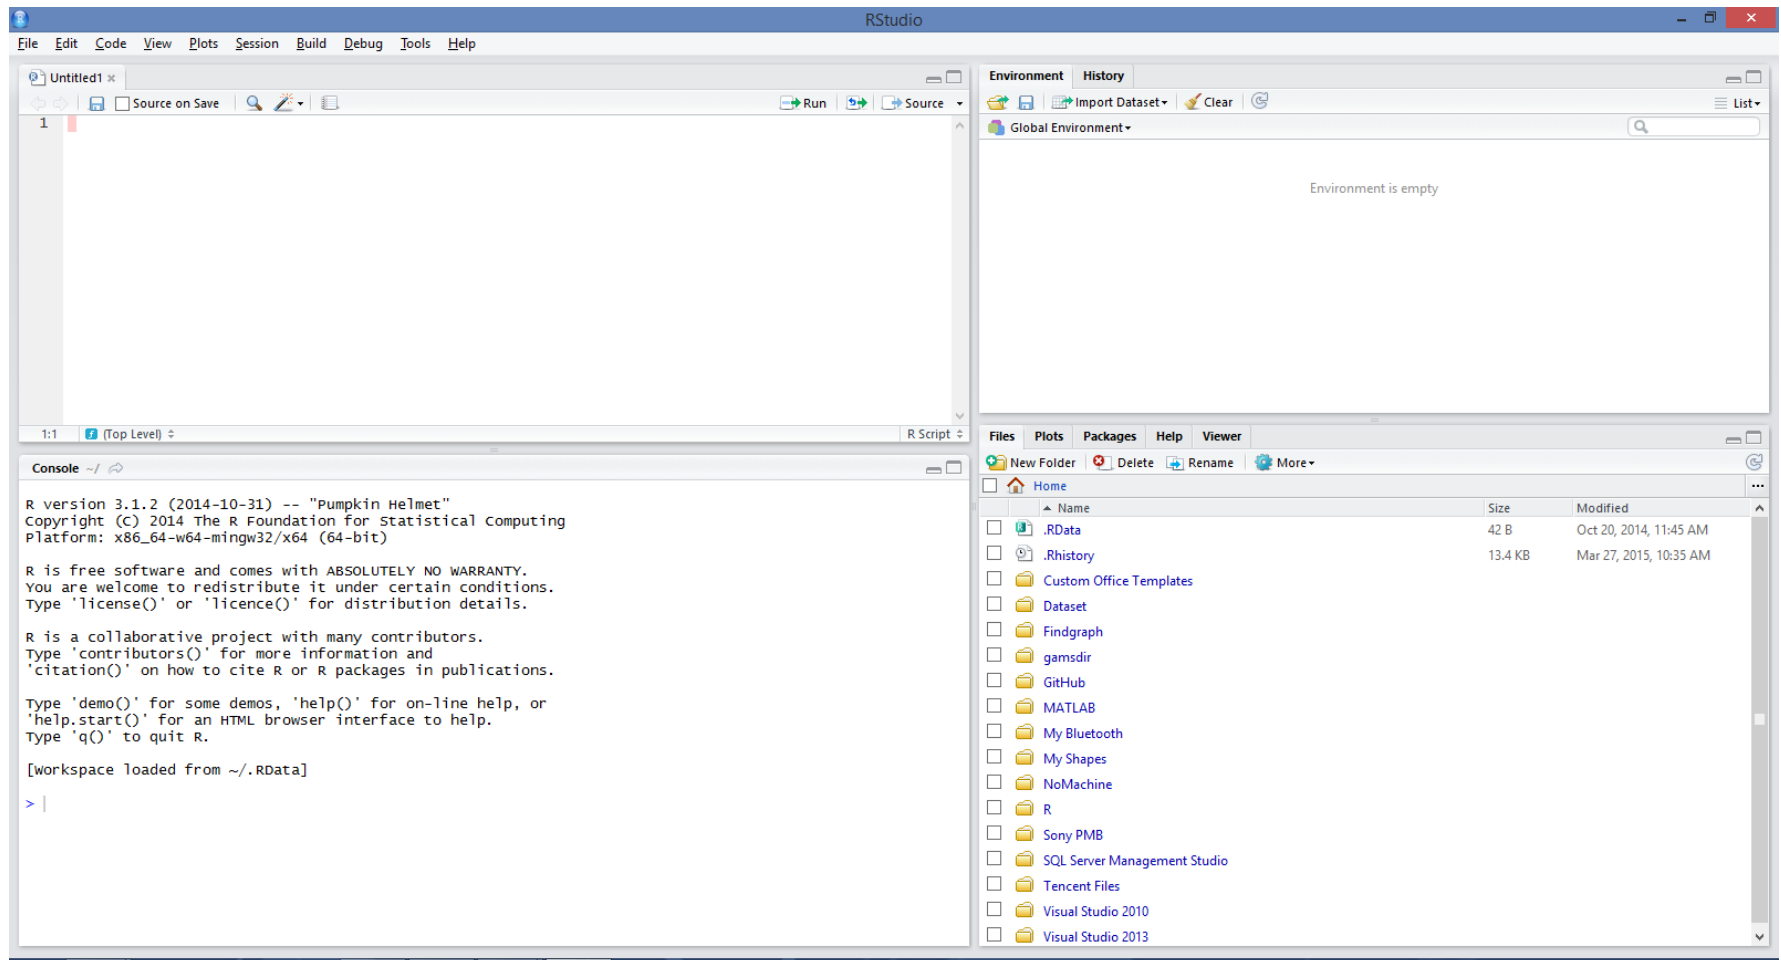 RStudio
File Edit Code View Plots Session Build Debug Tools Help
Untitled1
Source on Save Run Source
1
1:1 (Top Level) R Script
Console ~/
R version 3.1.2 (2014-10-31) -- "Pumpkin Helmet"
Copyright (C) 2014 The R Foundation for Statistical Computing
Platform: x86_64-w64-mingw32/x64 (64-bit)
R is free software and comes with ABSOLUTELY NO WARRANTY.
You are welcome to redistribute it under certain conditions.
Type 'license()' or 'licence()' for distribution details.
R is a collaborative project with many contributors.
Type 'contributors()' for more information and
'citation()' on how to cite R or R packages in publications.
Type 'demo()' for some demos, 'help()' for on-line help, or
'help.start()' for an HTML browser interface to help.
Type 'q()' to quit R.
[Workspace loaded from ~/.RData]
>
Environment History
Import Dataset Clear List
Global Environment
Environment is empty
Files Plots Packages Help Viewer
New Folder Delete Rename More
Home ...
Name Size Modified
.RData 42 B Oct 20, 2014, 11:45 AM
.Rhistory 13.4 KB Mar 27, 2015, 10:35 AM
Custom Office Templates
Dataset
Findgraph
gamsdir
GitHub
MATLAB
My Bluetooth
My Shapes
NoMachine
R
Sony PMB
SQL Server Management Studio
Tencent Files
Visual Studio 2010
Visual Studio 2013